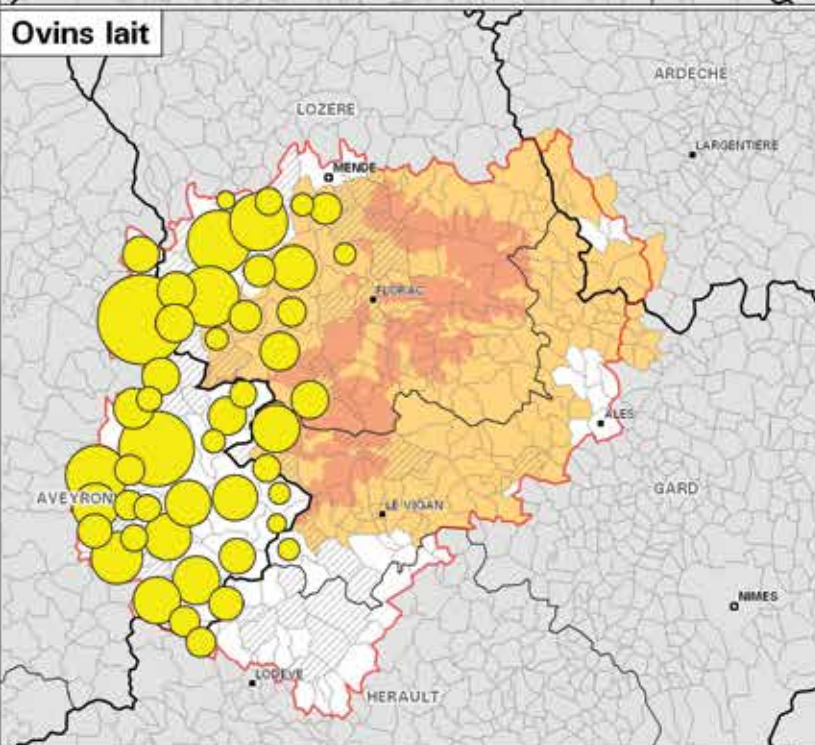 Ovins lait
ARDECHE
LOZERE
LARGENTIERE
MENDE
FLORAC
ALES
AVEYRON
GARD
LE VIGAN
NIMES
LODEVE
HERAULT